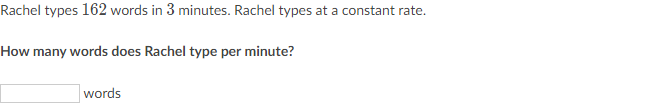 Rachel types 162 words in 3 minutes. Rachel types at a constant rate.
How many words does Rachel type per minute?
words